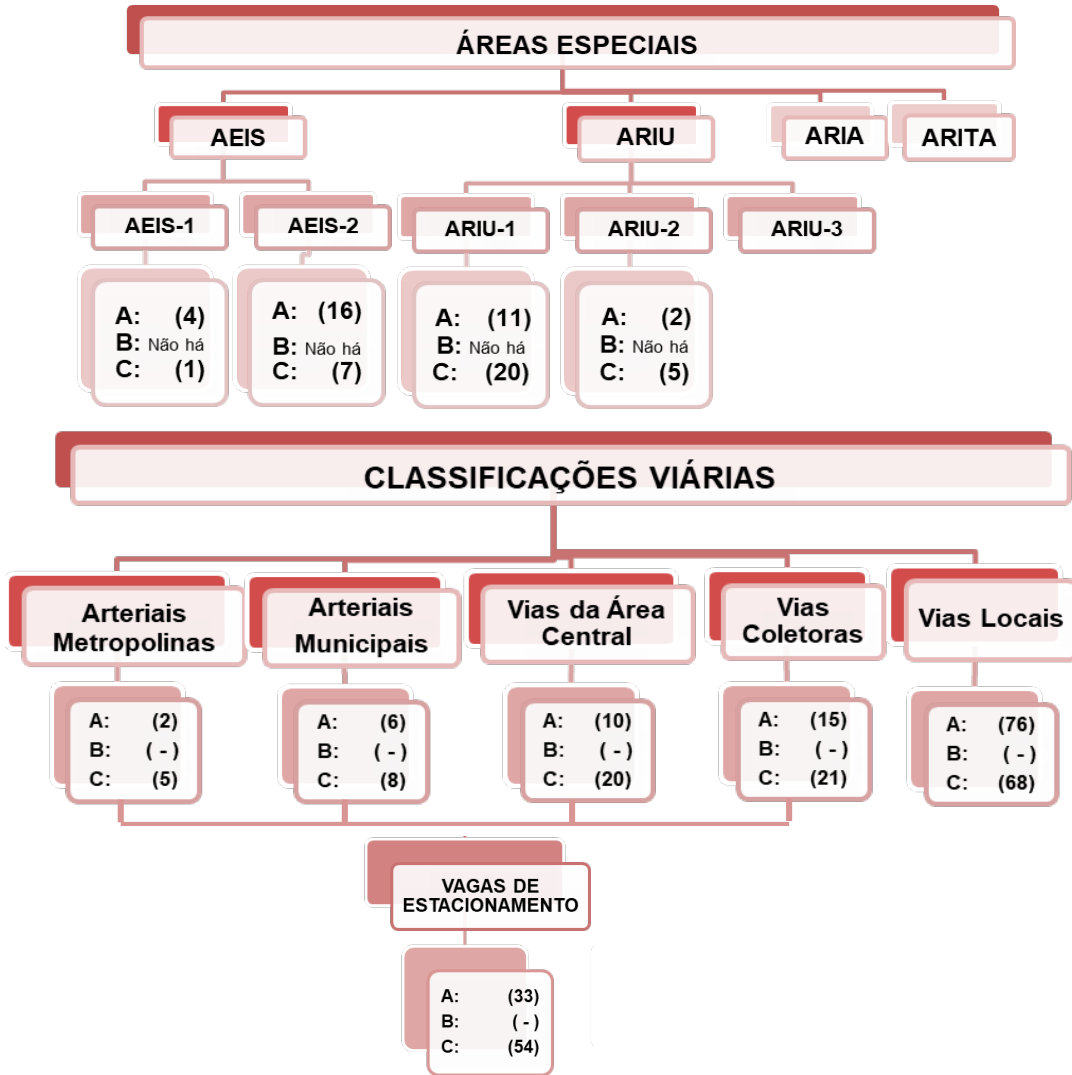 ÁREAS ESPECIAIS
AEIS
ARIU
ARIA
ARITA
AEIS-1
AEIS-2
ARIU-1
ARIU-2
ARIU-3
A: (4)
B: Não há
C: (1)
A: (16)
B: Não há
C: (7)
A: (11)
B: Não há
C: (20)
A: (2)
B: Não há
C: (5)
CLASSIFICAÇÕES VIÁRIAS
Arteriais
Metropolinas
Arteriais
Municipais
Vias da Área
Central
Vias
Coletoras
Vias Locais
A: (2)
B: ( - )
C: (5)
A: (6)
B: ( - )
C: (8)
A: (10)
B: ( - )
C: (20)
A: (15)
B: ( - )
C: (21)
A: (76)
B: ( - )
C: (68)
VAGAS DE
ESTACIONAMENTO
A: (33)
B: ( - )
C: (54)